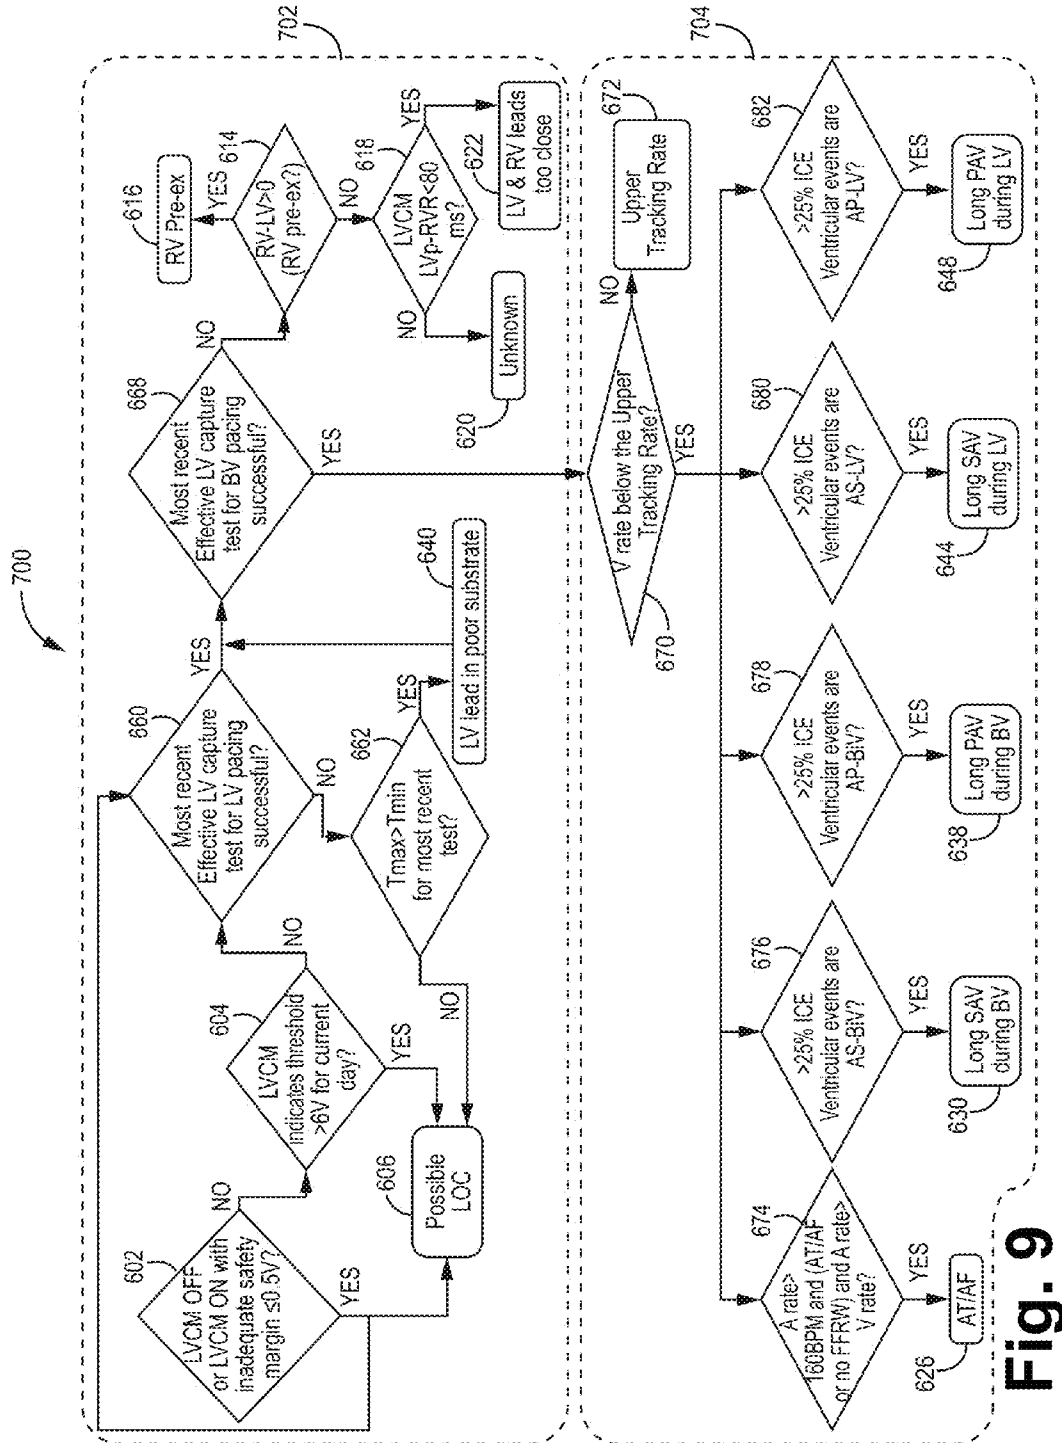 700
702
602
LVCM OFF
or LVCM ON with
inadequate safety
margin ≤0.5V?
NO
YES
604
LVCM
indicates threshold
>6V for current
day?
NO
YES
606
Possible
LOC
660
Most recent
Effective LV capture
test for LV pacing
successful?
YES
NO
662
Tmax>Tmin
for most recent
test?
YES
NO
640
LV lead in poor substrate
668
Most recent
Effective LV capture
test for BV pacing
successful?
NO
YES
616
RV Pre-ex
YES
614
RV-LV>0
(RV pre-ex?)
NO
618
LVCM
LVp-RVR<80
ms?
NO
YES
620
Unknown
622
LV & RV leads
too close
704
670
V rate below the Upper
Tracking Rate?
NO
YES
672
Upper
Tracking Rate
674
A rate>
160BPM and (AT/AF
or no FFRW) and A rate>
V rate?
YES
626
AT/AF
676
>25% ICE
Ventricular events are
AS-BiV?
YES
630
Long SAV
during BV
678
>25% ICE
Ventricular events are
AP-BiV?
YES
638
Long PAV
during BV
680
>25% ICE
Ventricular events are
AS-LV?
YES
644
Long SAV
during LV
682
>25% ICE
Ventricular events are
AP-LV?
YES
648
Long PAV
during LV
Fig. 9